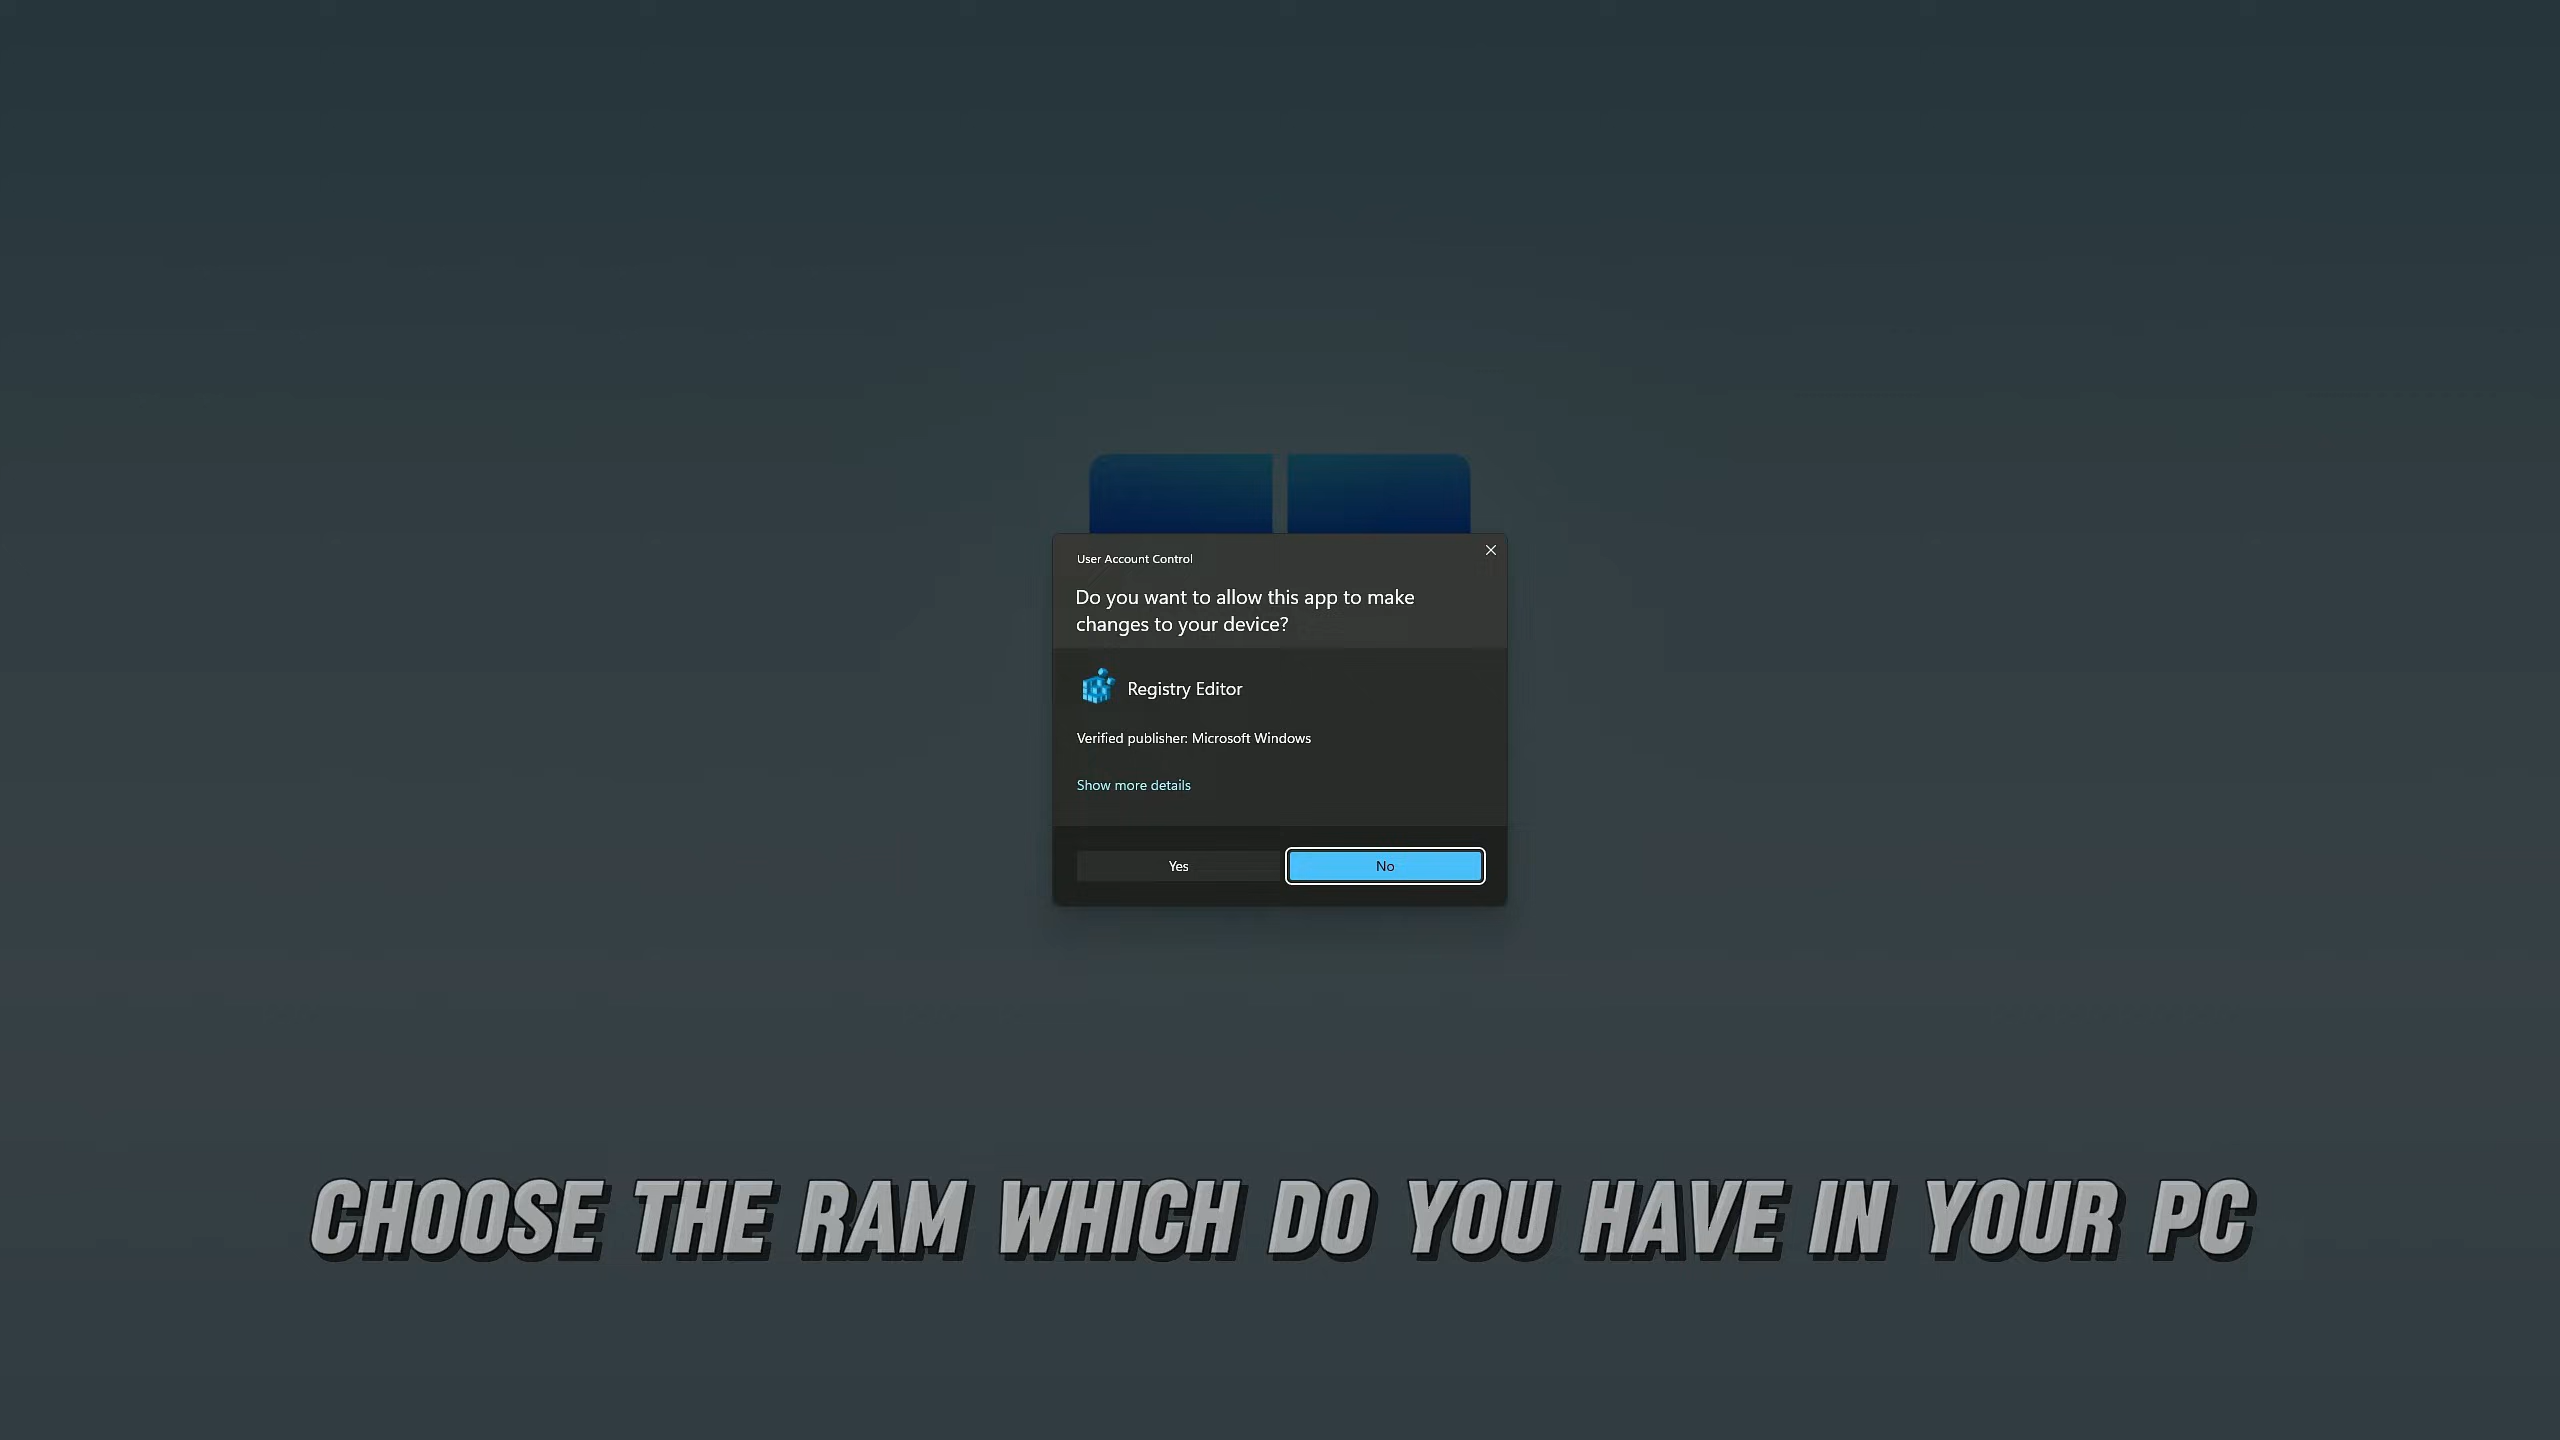 User Account Control
Do you want to allow this app to make
changes to your device?
Registry Editor
Verified publisher: Microsoft Windows
Show more details
Yes
No
CHOOSE THE RAM WHICH DO YOU HAVE IN YOUR PC